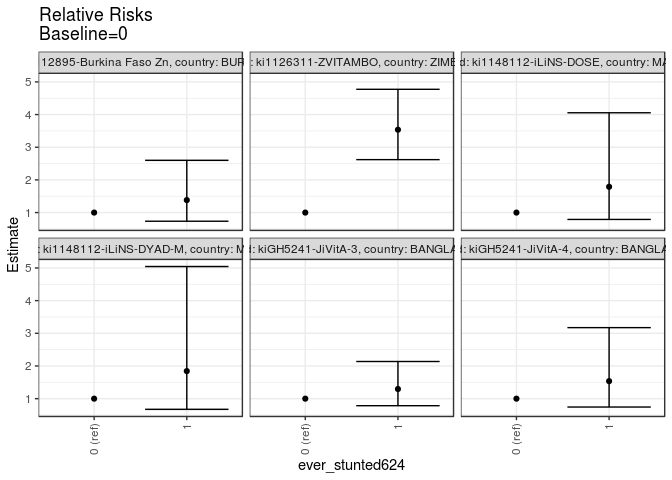 Relative Risks
Baseline=0
12895-Burkina Faso Zn, country: BUR
: ki1126311-ZVITAMBO, country: ZIMB
d: ki1148112-iLiNS-DOSE, country: MA
5
4
3
2
1
: ki1148112-iLiNS-DYAD-M, country: M
d: kiGH5241-JiVitA-3, country: BANGLA
d: kiGH5241-JiVitA-4, country: BANGLA
5
4
3
2
1
Estimate
0 (ref)
1
0 (ref)
1
0 (ref)
1
ever_stunted624